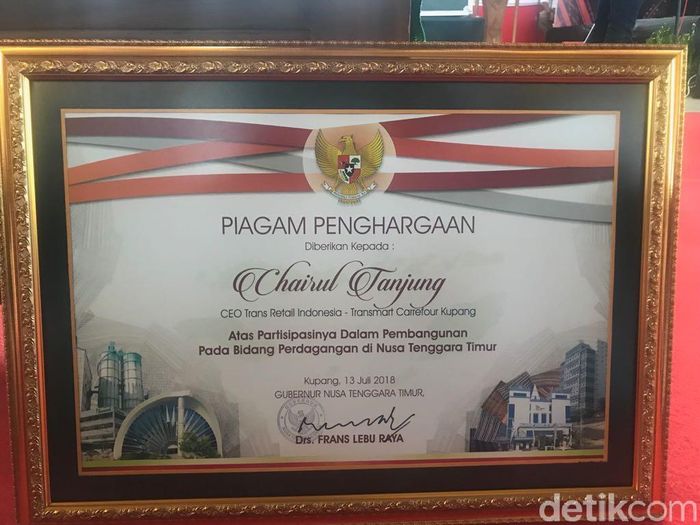 PIAGAM PENGHARGAAN
Diberikan Kepada :
Chairul Tanjung
CEO Trans Retail Indonesia - Transmart Carrefour Kupang
Atas Partisipasinya Dalam Pembangunan
Pada Bidang Perdagangan di Nusa Tenggara Timur
Kupang, 13 Juli 2018
GUBERNUR NUSA TENGGARA TIMUR,
Drs. FRANS LEBU RAYA
detikcom